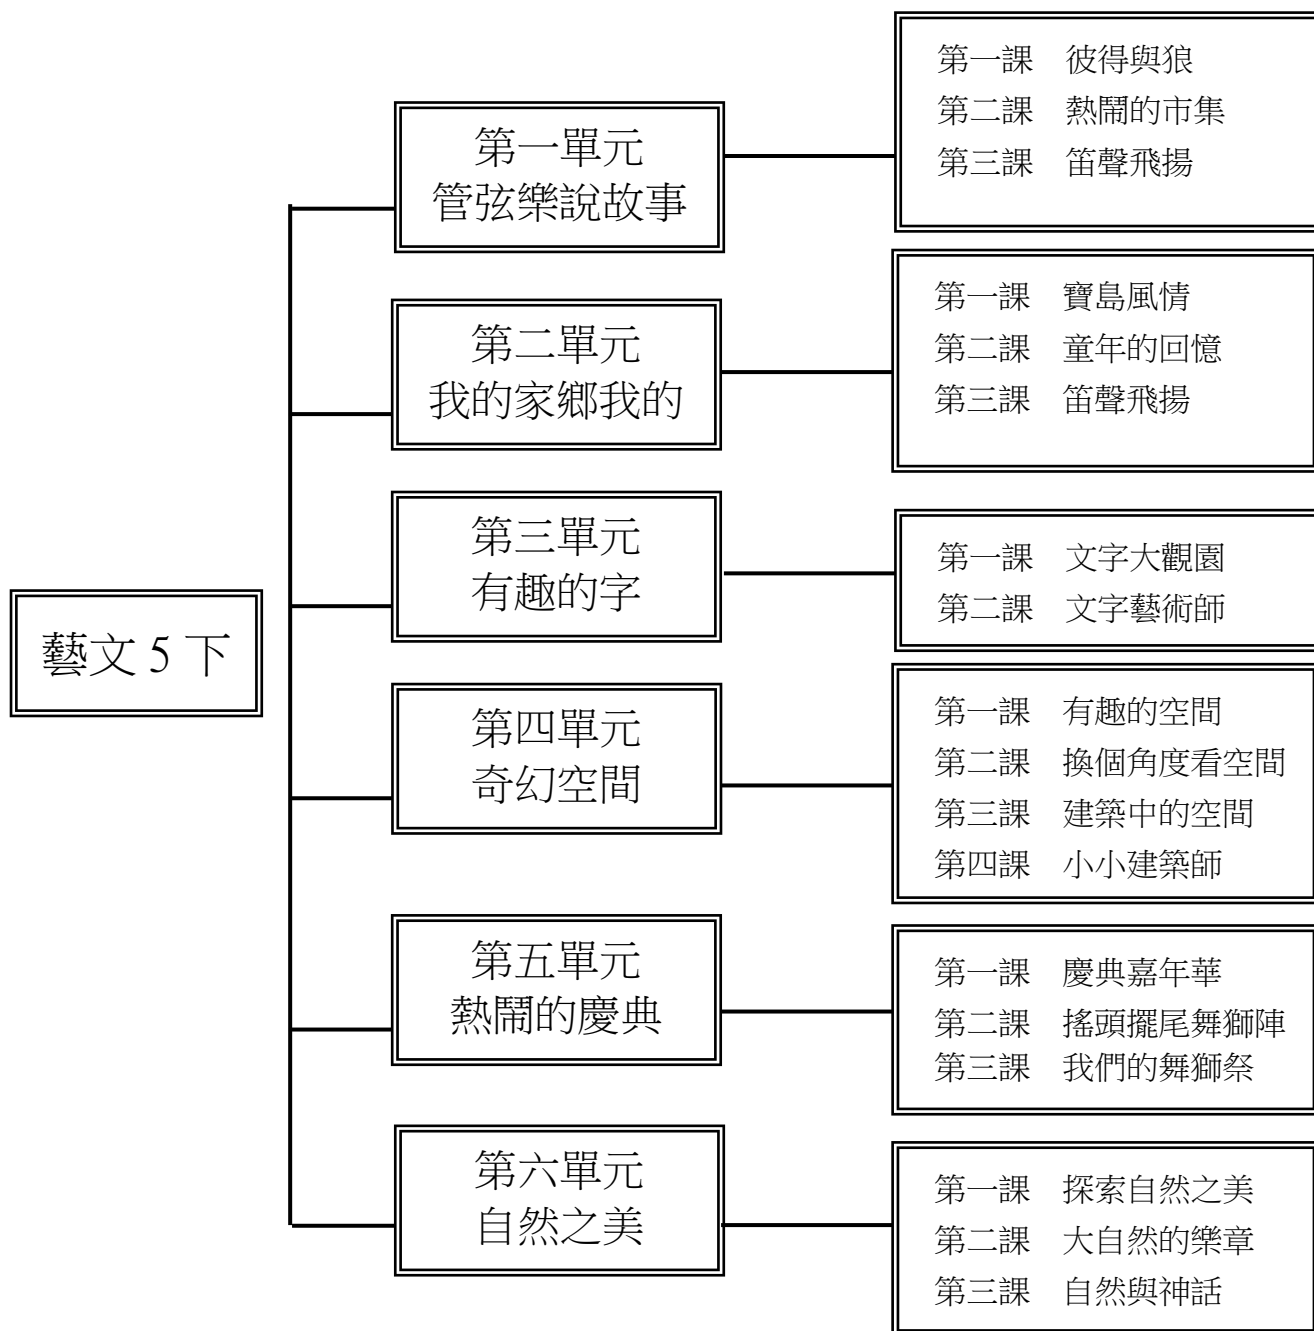 藝文 5 下
第一單元
管弦樂說故事
第一課 彼得與狼
第二課 熱鬧的市集
第三課 笛聲飛揚
第二單元
我的家鄉我的
第一課 寶島風情
第二課 童年的回憶
第三課 笛聲飛揚
第三單元
有趣的字
第一課 文字大觀園
第二課 文字藝術師
第四單元
奇幻空間
第一課 有趣的空間
第二課 換個角度看空間
第三課 建築中的空間
第四課 小小建築師
第五單元
熱鬧的慶典
第一課 慶典嘉年華
第二課 搖頭擺尾舞獅陣
第三課 我們的舞獅祭
第六單元
自然之美
第一課 探索自然之美
第二課 大自然的樂章
第三課 自然與神話